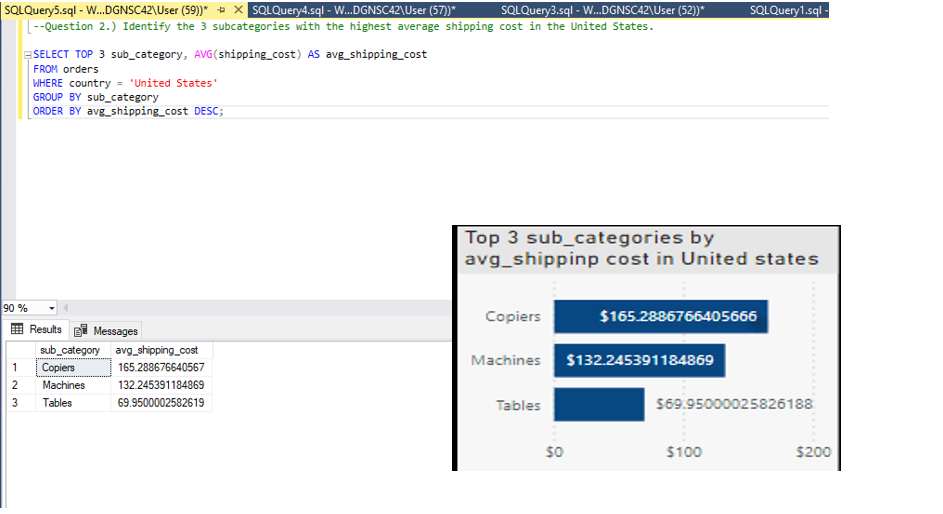 SQLQuery5.sql - W...DGNSC42\User (59))* SQLQuery4.sql - W...DGNSC42\User (57))* SQLQuery3.sql - W...DGNSC42\User (52))* SQLQuery1.sql -
--Question 2.) Identify the 3 subcategories with the highest average shipping cost in the United States.
SELECT TOP 3 sub_category, AVG(shipping_cost) AS avg_shipping_cost
FROM orders
WHERE country = 'United States'
GROUP BY sub_category
ORDER BY avg_shipping_cost DESC;
90 %
Results Messages
sub_category avg_shipping_cost
1 Copiers 165.288676640567
2 Machines 132.245391184869
3 Tables 69.9500002582619
Top 3 sub_categories by
avg_shippinp cost in United states
Copiers $165.2886766405666
Machines $132.245391184869
Tables $69.95000025826188
$0 $100 $200